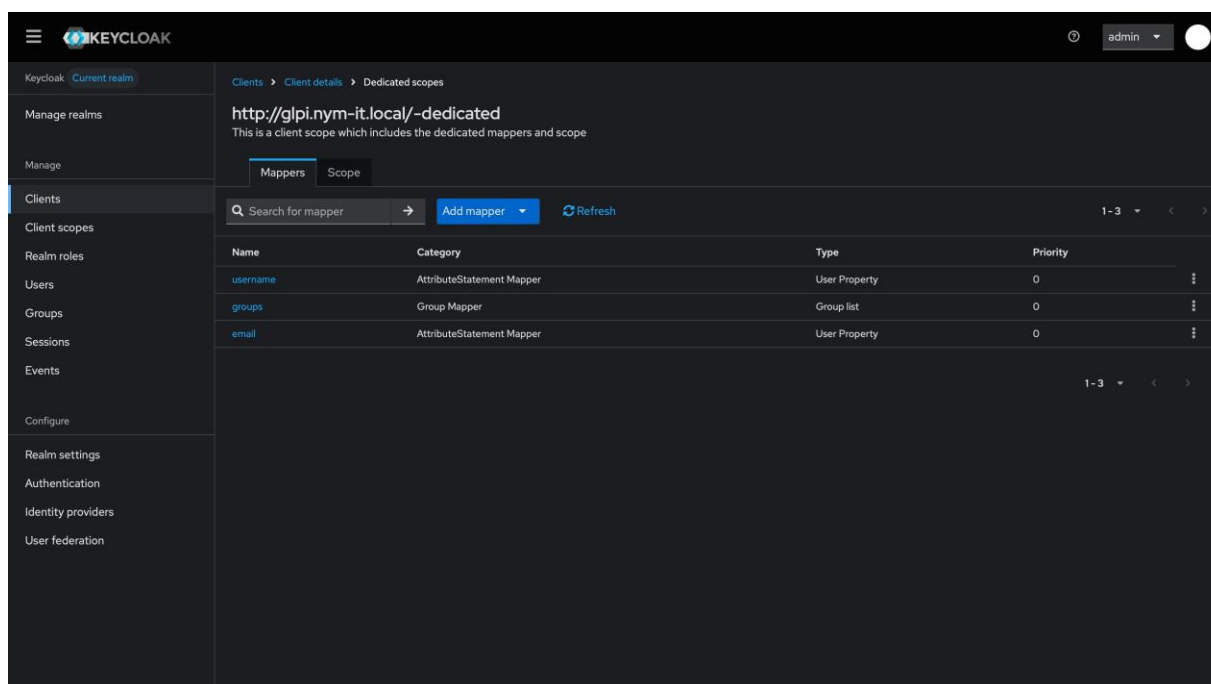 KEYCLOAK
admin
Keycloak Current realm
Manage realms
Manage
Clients
Client scopes
Realm roles
Users
Groups
Sessions
Events
Configure
Realm settings
Authentication
Identity providers
User federation
Clients > Client details > Dedicated scopes
http://glpi.nym-it.local/-dedicated
This is a client scope which includes the dedicated mappers and scope
Mappers Scope
Search for mapper Add mapper Refresh 1-3
Name Category Type Priority
username AttributeStatement Mapper User Property 0
groups Group Mapper Group list 0
email AttributeStatement Mapper User Property 0
1-3